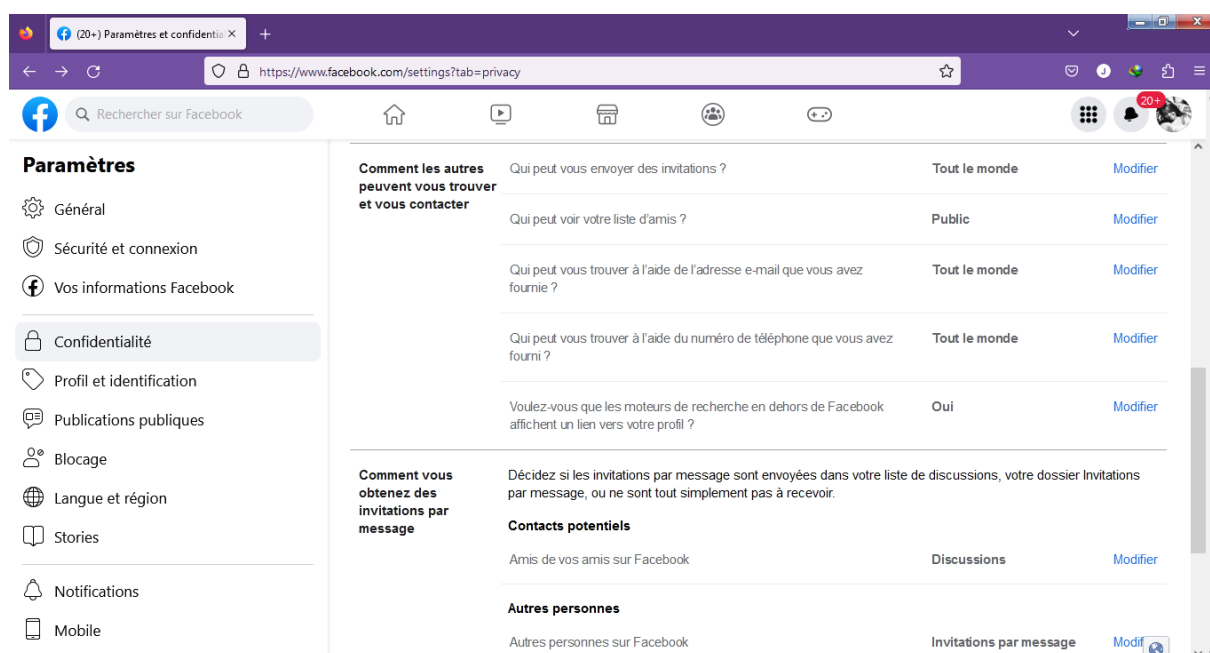 (20+) Paramètres et confidentia
https://www.facebook.com/settings?tab=privacy
J
Rechercher sur Facebook
20+
Paramètres
Général
Sécurité et connexion
Vos informations Facebook
Confidentialité
Profil et identification
Publications publiques
Blocage
Langue et région
Stories
Notifications
Mobile
Comment les autres
peuvent vous trouver
et vous contacter
Qui peut vous envoyer des invitations ?
Tout le monde
Modifier
Qui peut voir votre liste d'amis ?
Public
Modifier
Qui peut vous trouver à l'aide de l'adresse e-mail que vous avez
fournie ?
Tout le monde
Modifier
Qui peut vous trouver à l'aide du numéro de téléphone que vous avez
fourni ?
Tout le monde
Modifier
Voulez-vous que les moteurs de recherche en dehors de Facebook
affichent un lien vers votre profil ?
Oui
Modifier
Comment vous
obtenez des
invitations par
message
Décidez si les invitations par message sont envoyées dans votre liste de discussions, votre dossier Invitations
par message, ou ne sont tout simplement pas à recevoir.
Contacts potentiels
Amis de vos amis sur Facebook
Discussions
Modifier
Autres personnes
Autres personnes sur Facebook
Invitations par message
Modif